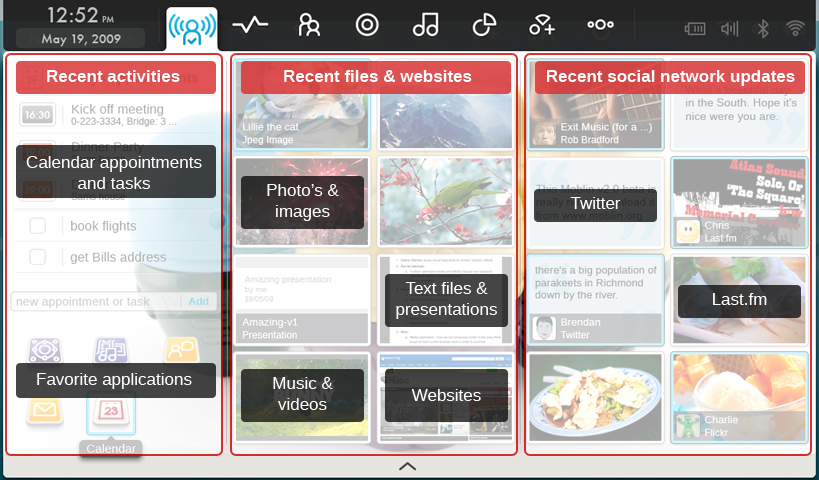 12:52 PM
May 19, 2009
Recent activities
16:30
Kick off meeting
0-223-3334, Bridge: 3 ...
Dinner Party
19:00
Calendar appointments
and tasks
19:00
book flights
get Bills address
new appointment or task
Add
Favorite applications
23
Calendar
Recent files & websites
Lillie the cat
Jpeg Image
Photo's &
images
Amazing presentation
by me
19/05/09
Amazing-v1
Presentation
Text files &
presentations
Music &
videos
Websites
Recent social network updates
Exit Music (for a ...)
Rob Bradford
in the South. Hope it's
nice were you are.
This Moblin v2.0 beta is
Twitter
from www.moblin.org
Atlas Sound
Solo, Or
'The Square'
Memorial
Chris
Last.fm
there's a big population of
parakeets in Richmond
down by the river.
Brendan
Twitter
Last.fm
Charlie
Flickr